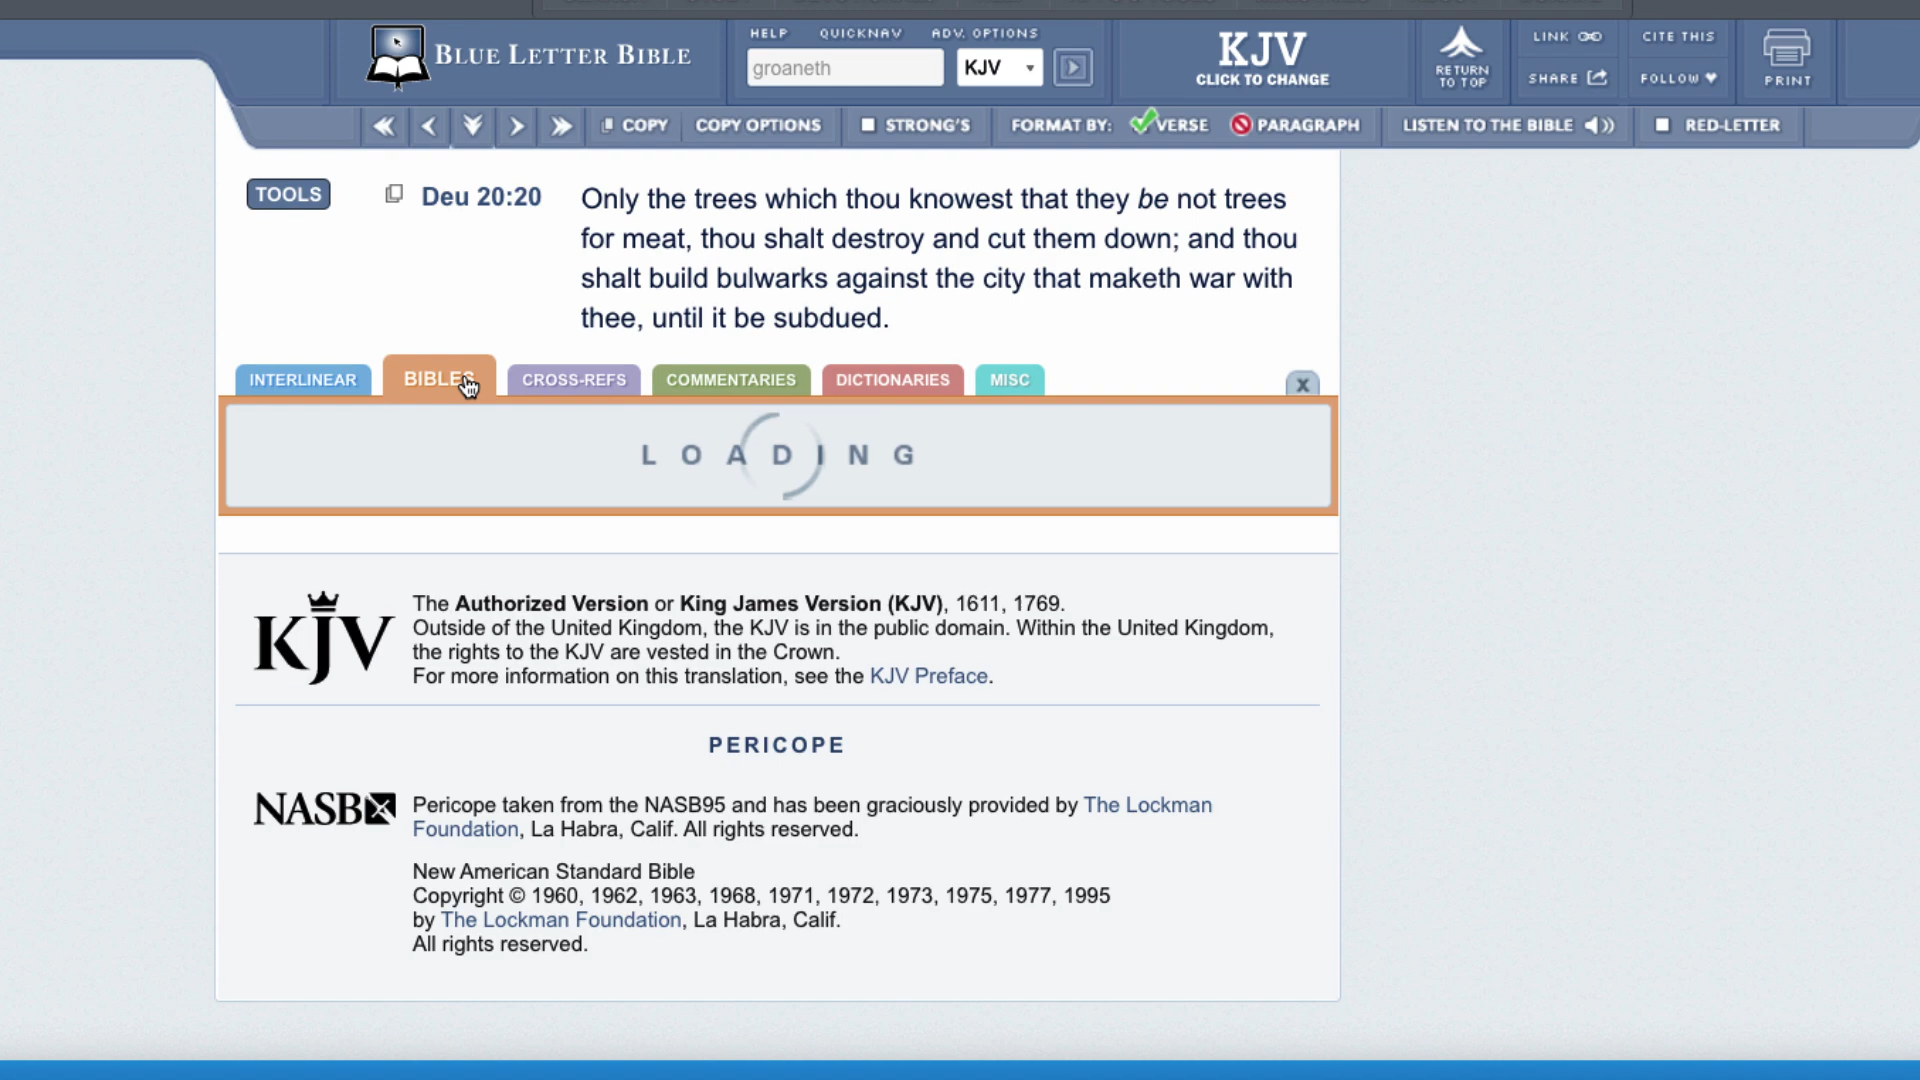 HELP QUICKNAV ADV. OPTIONS
BLUE LETTER BIBLE
groaneth
KJV
KJV
CLICK TO CHANGE
RETURN
TO TOP
LINK
CITE THIS
SHARE
FOLLOW
PRINT
COPY
COPY OPTIONS
STRONG'S
FORMAT BY:
VERSE
PARAGRAPH
LISTEN TO THE BIBLE
RED-LETTER
TOOLS
Deu 20:20
Only the trees which thou knowest that they be not trees
for meat, thou shalt destroy and cut them down; and thou
shalt build bulwarks against the city that maketh war with
thee, until it be subdued.
INTERLINEAR
BIBLES
CROSS-REFS
COMMENTARIES
DICTIONARIES
MISC
X
LOADING
KJV
The Authorized Version or King James Version (KJV), 1611, 1769.
Outside of the United Kingdom, the KJV is in the public domain. Within the United Kingdom,
the rights to the KJV are vested in the Crown.
For more information on this translation, see the KJV Preface.
PERICOPE
NASB
Pericope taken from the NASB95 and has been graciously provided by The Lockman
Foundation, La Habra, Calif. All rights reserved.
New American Standard Bible
Copyright © 1960, 1962, 1963, 1968, 1971, 1972, 1973, 1975, 1977, 1995
by The Lockman Foundation, La Habra, Calif.
All rights reserved.